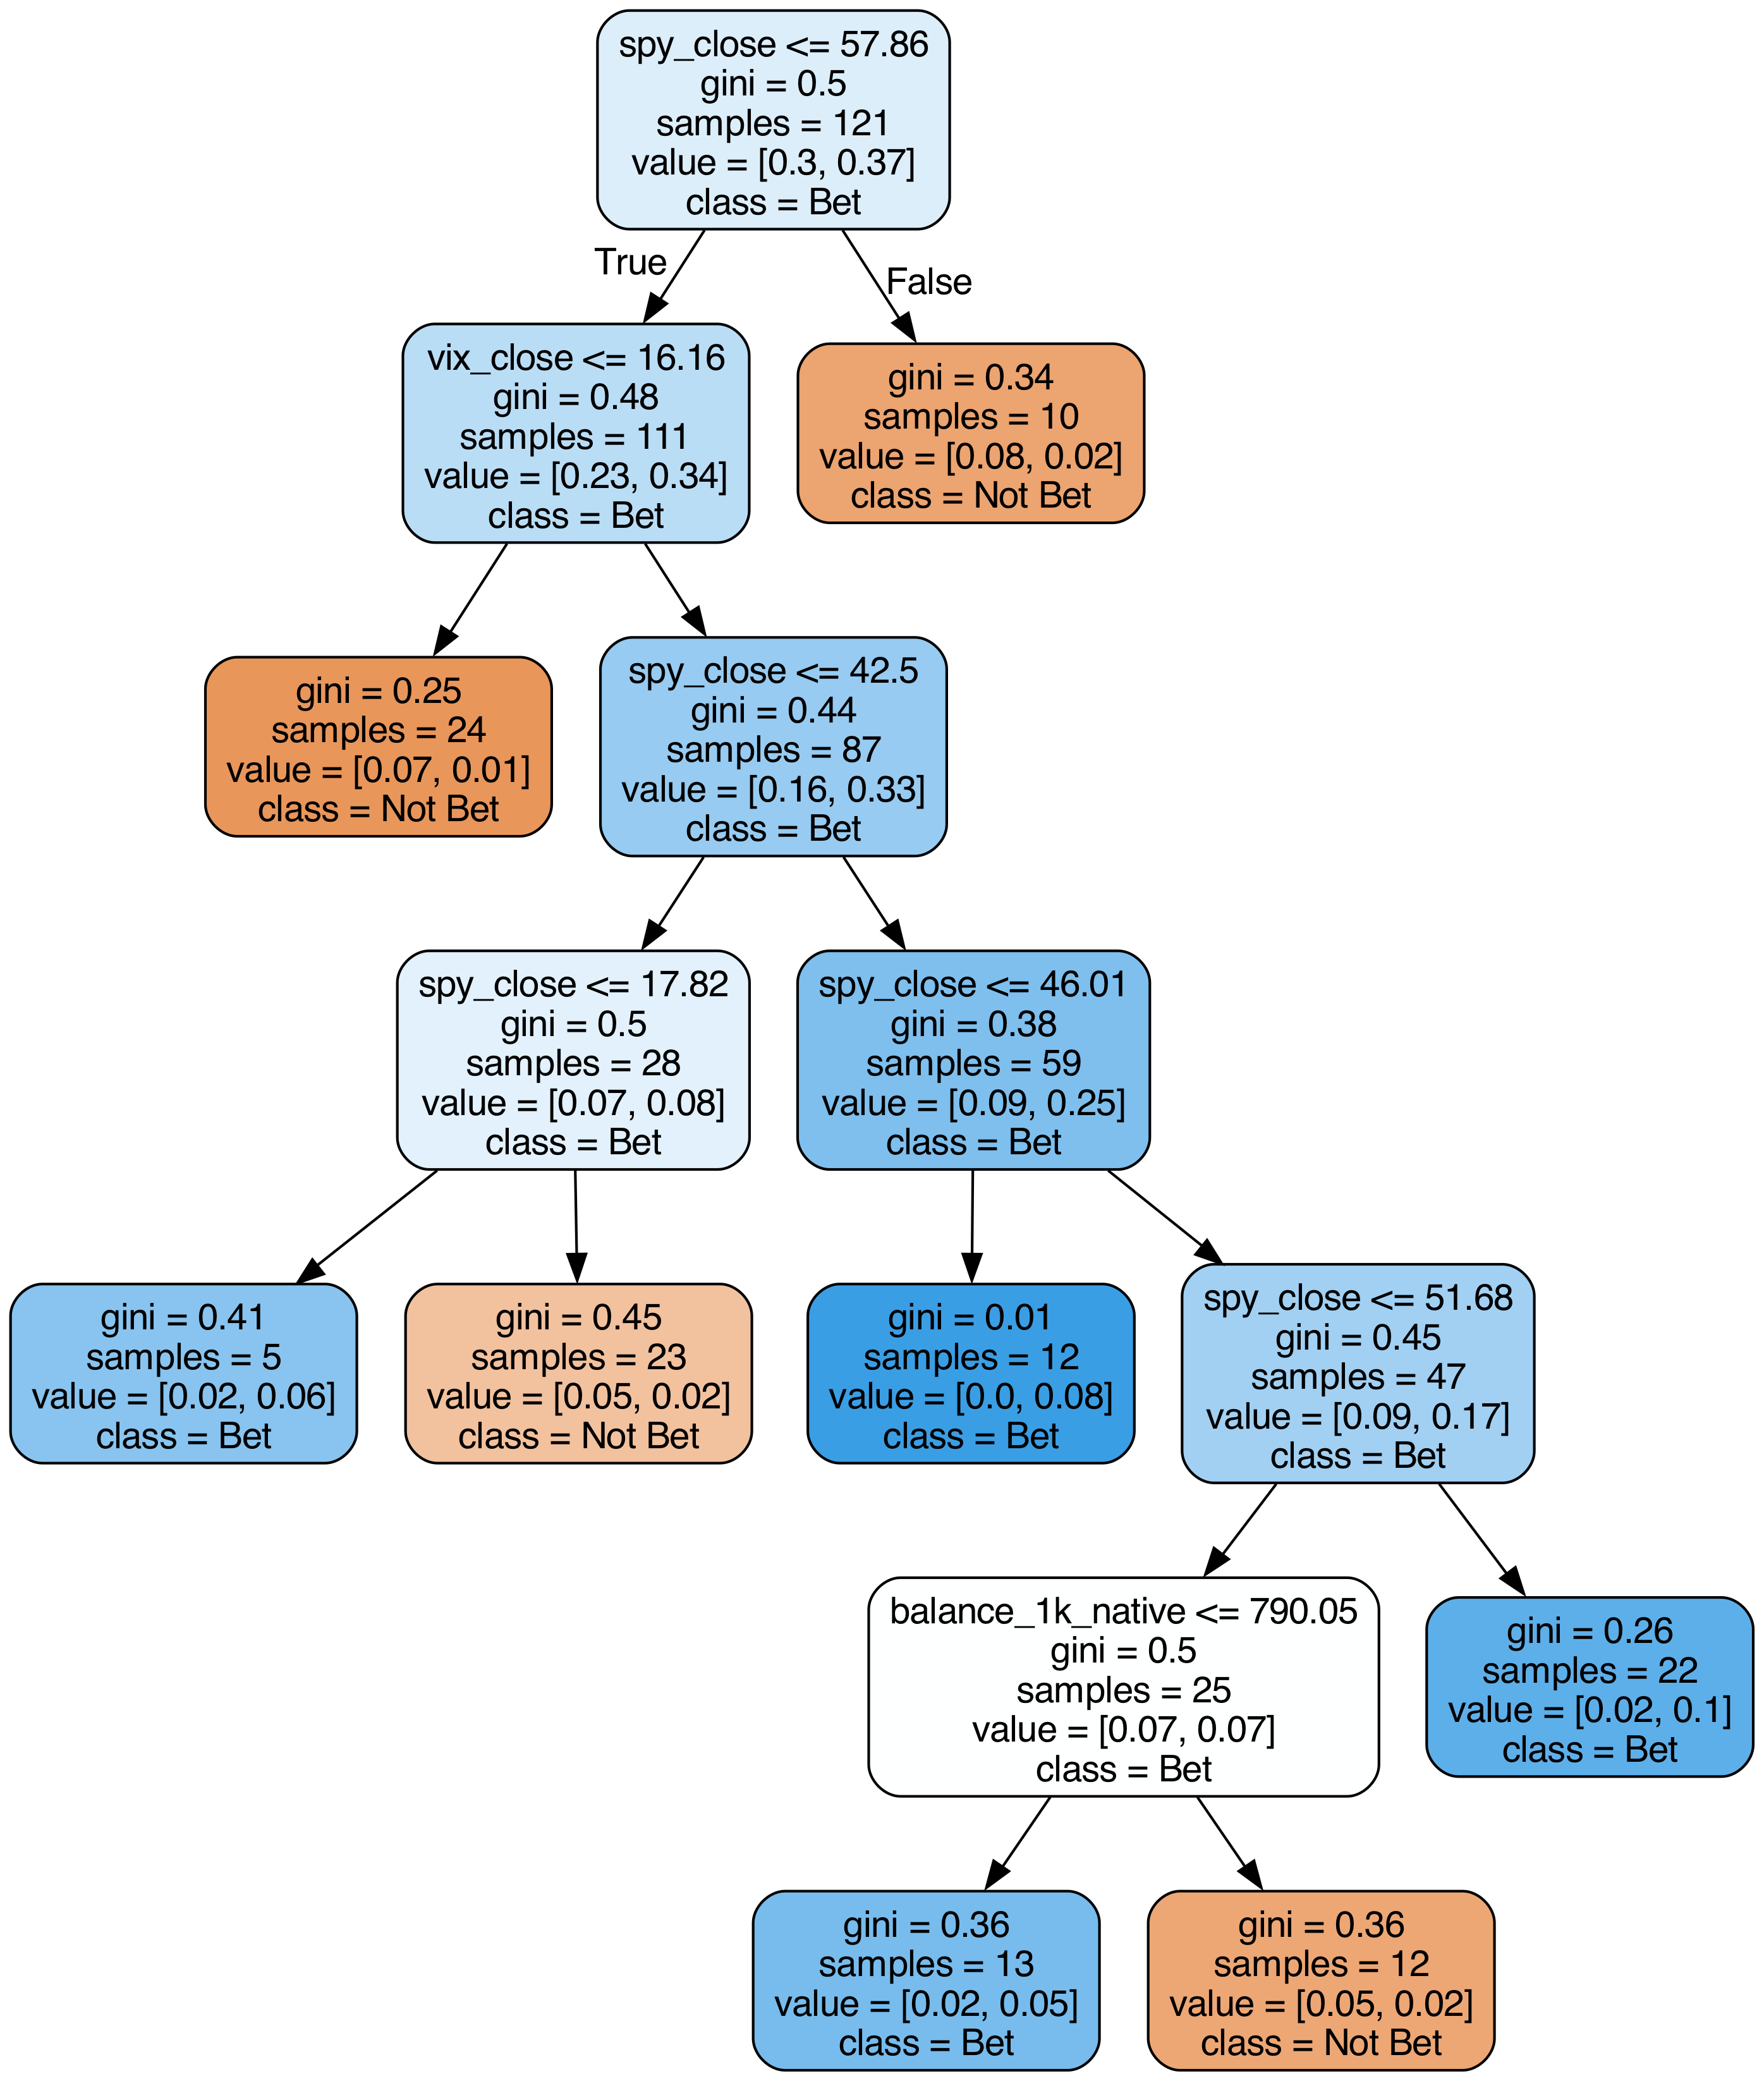 spy_close <= 57.86
gini = 0.5
samples = 121
value = [0.3, 0.37]
class = Bet
True
False
vix_close <= 16.16
gini = 0.48
samples = 111
value = [0.23, 0.34]
class = Bet
gini = 0.34
samples = 10
value = [0.08, 0.02]
class = Not Bet
gini = 0.25
samples = 24
value = [0.07, 0.01]
class = Not Bet
spy_close <= 42.5
gini = 0.44
samples = 87
value = [0.16, 0.33]
class = Bet
spy_close <= 17.82
gini = 0.5
samples = 28
value = [0.07, 0.08]
class = Bet
spy_close <= 46.01
gini = 0.38
samples = 59
value = [0.09, 0.25]
class = Bet
gini = 0.41
samples = 5
value = [0.02, 0.06]
class = Bet
gini = 0.45
samples = 23
value = [0.05, 0.02]
class = Not Bet
gini = 0.01
samples = 12
value = [0.0, 0.08]
class = Bet
spy_close <= 51.68
gini = 0.45
samples = 47
value = [0.09, 0.17]
class = Bet
balance_1k_native <= 790.05
gini = 0.5
samples = 25
value = [0.07, 0.07]
class = Bet
gini = 0.26
samples = 22
value = [0.02, 0.1]
class = Bet
gini = 0.36
samples = 13
value = [0.02, 0.05]
class = Bet
gini = 0.36
samples = 12
value = [0.05, 0.02]
class = Not Bet